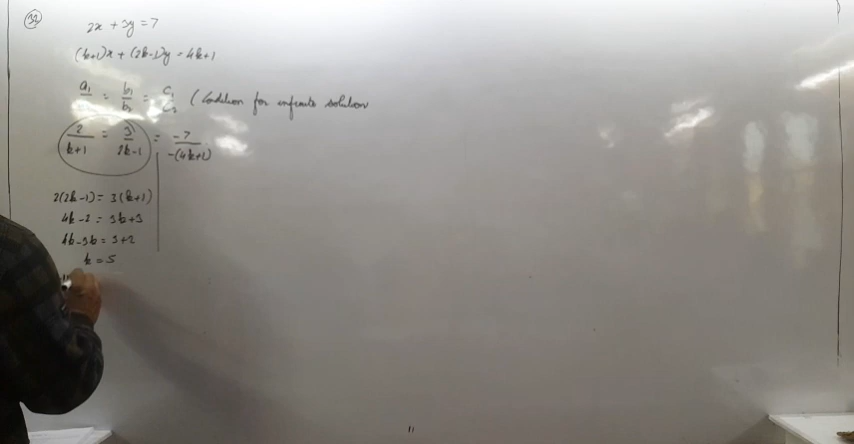 32
2x + 3y = 7
(k+1)x + (2k-1)y = 4k+1
a₁/a₂ = b₁/b₂ = c₁/c₂ (Condition for infinite solution
2/(k+1) = 3/(2k-1) = -7/-(4k+1)
2(2k-1) = 3(k+1)
4k-2 = 3k+3
4k-3k = 3+2
k = 5